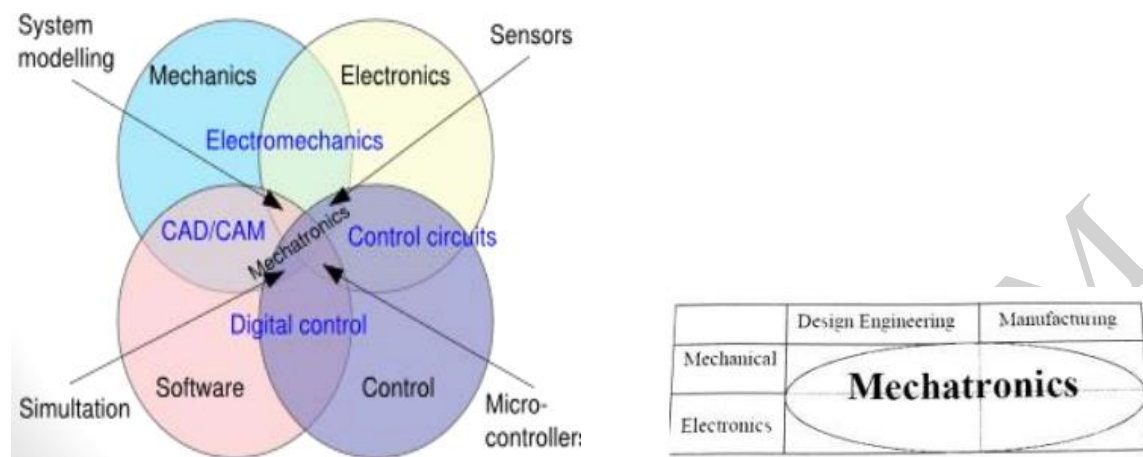 System
modelling
Sensors
Mechanics
Electronics
Electromechanics
CAD/CAM
Mechatronics
Control circuits
Digital control
Software
Control
Simultation
Micro-
controllers
M
Design Engineering
Manufacturing
Mechanical
Mechatronics
Electronics